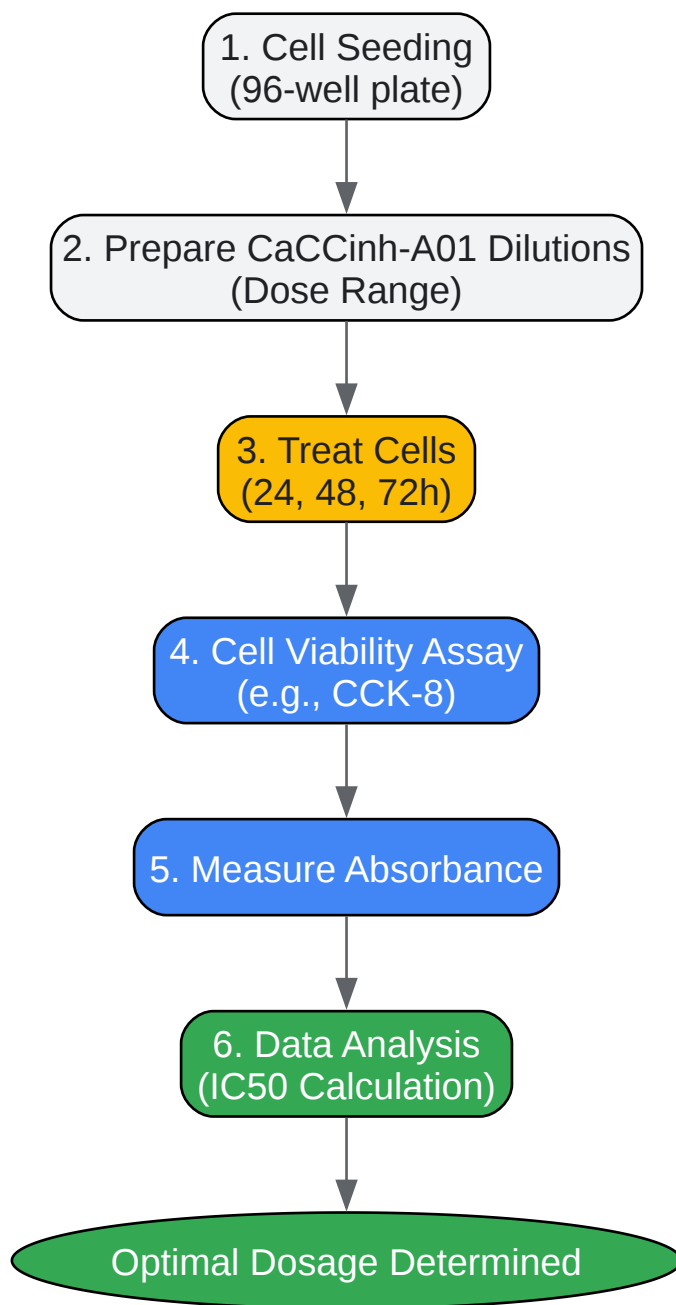 1. Cell Seeding
(96-well plate)
2. Prepare CaCCinh-A01 Dilutions
(Dose Range)
3. Treat Cells
(24, 48, 72h)
4. Cell Viability Assay
(e.g., CCK-8)
5. Measure Absorbance
6. Data Analysis
(IC50 Calculation)
Optimal Dosage Determined